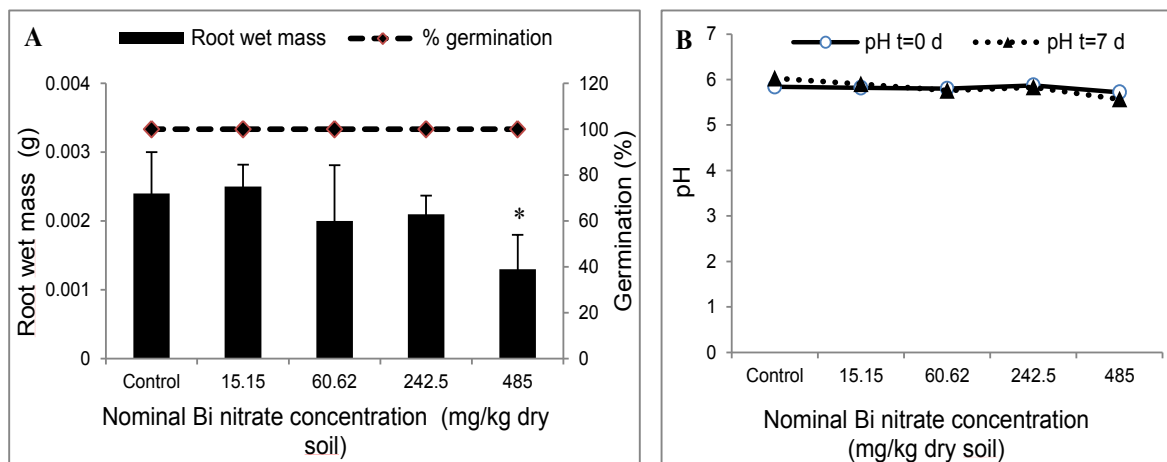 A
Root wet mass
% germination
0.004
0.003
0.002
0.001
0
120
100
80
60
40
20
0
Root wet mass (g)
Germination (%)
*
Control 15.15 60.62 242.5 485
Nominal Bi nitrate concentration (mg/kg dry
soil)
B
pH t=0 d
pH t=7 d
7
6
5
4
3
2
1
0
pH
Control 15.15 60.62 242.5 485
Nominal Bi nitrate concentration
(mg/kg dry soil)